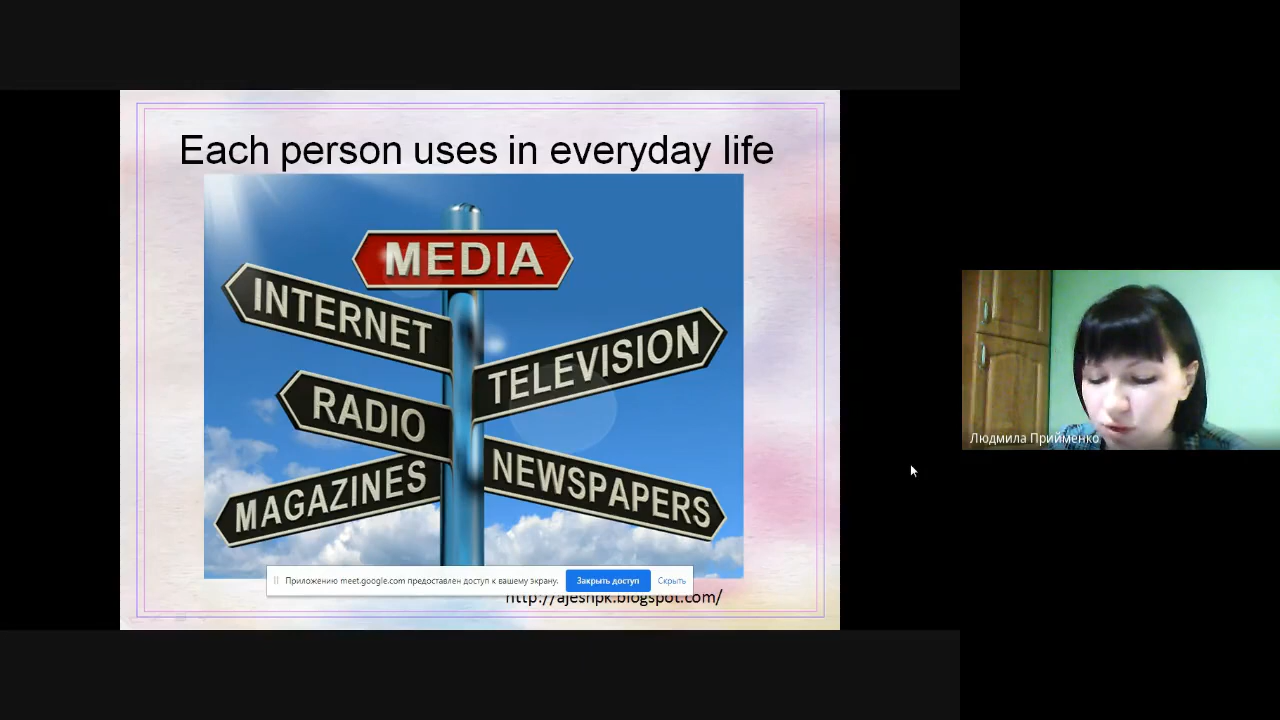 Each person uses in everyday life
MEDIA
INTERNET
TELEVISION
RADIO
NEWSPAPERS
MAGAZINES
Приложению meet.google.com предоставлен доступ к вашему экрану.
Закрыть доступ
Скрыть
http://ajeshpk.blogspot.com/
Людмила Прийменко